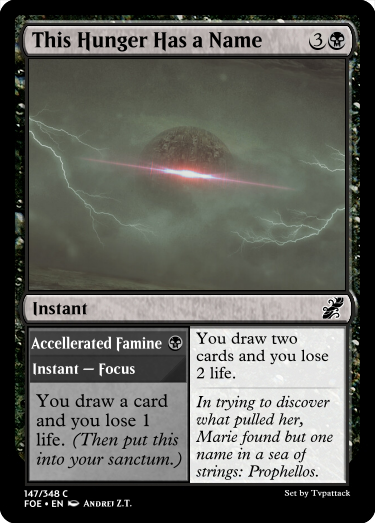 This Hunger Has a Name 3
Instant
Accellerated Famine
Instant — Focus
You draw a card
and you lose 1
life. (Then put this
into your sanctum.)
You draw two
cards and you lose
2 life.
In trying to discover
what pulled her,
Marie found but one
name in a sea of
strings: Prophellos.
147/348 C
FOE • EN Andrei Z.T.
Set by Tvpattack